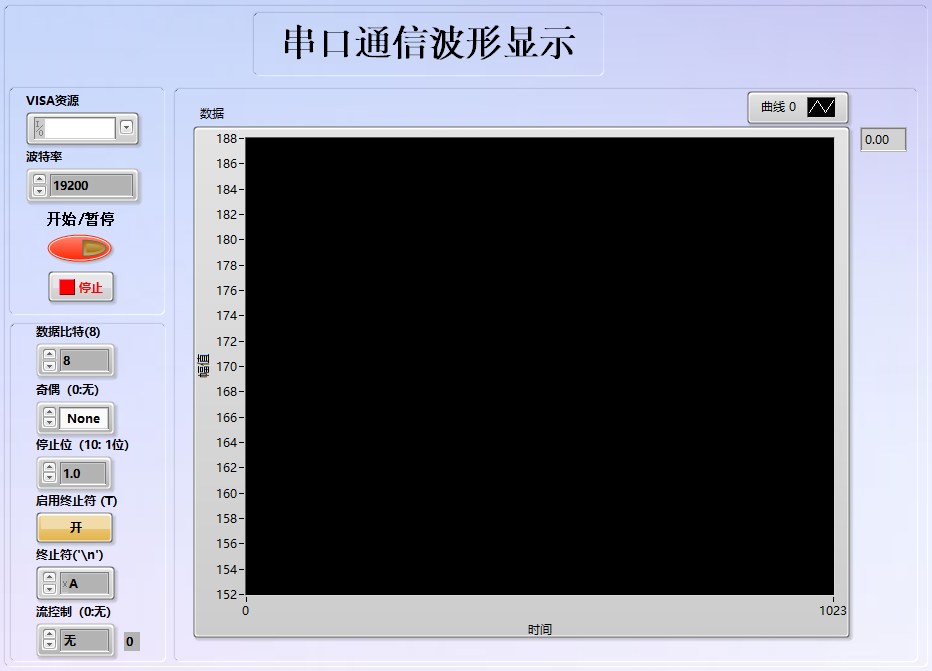 串口通信波形显示
VISA资源
波特率
19200
开始/暂停
停止
数据比特(8)
8
奇偶（0:无）
None
停止位（10: 1位）
1.0
启用终止符 (T)
开
终止符('\n')
x A
流控制（0:无）
无
0
数据
曲线 0
0.00
188
186
184
182
180
178
176
174
172
170
168
166
164
162
160
158
156
154
152
幅值
0
1023
时间